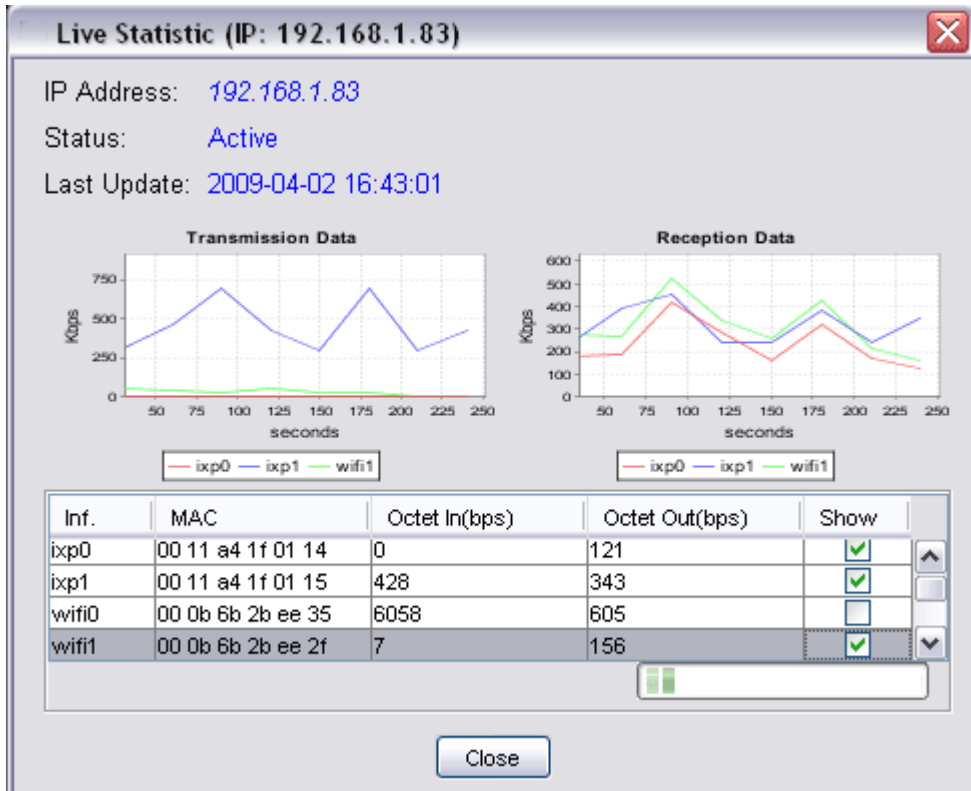 Live Statistic (IP: 192.168.1.83)
IP Address: 192.168.1.83
Status: Active
Last Update: 2009-04-02 16:43:01
Transmission Data
Kbps
750
500
250
0
50 75 100 125 150 175 200 225 250
seconds
ixp0 ixp1 wifi1
Reception Data
Kbps
600
500
400
300
200
100
0
50 75 100 125 150 175 200 225 250
seconds
ixp0 ixp1 wifi1
Inf. MAC Octet In(bps) Octet Out(bps) Show
ixp0 00 11 a4 1f 01 14 0 121
ixp1 00 11 a4 1f 01 15 428 343
wifi0 00 0b 6b 2b ee 35 6058 605
wifi1 00 0b 6b 2b ee 2f 7 156
Close